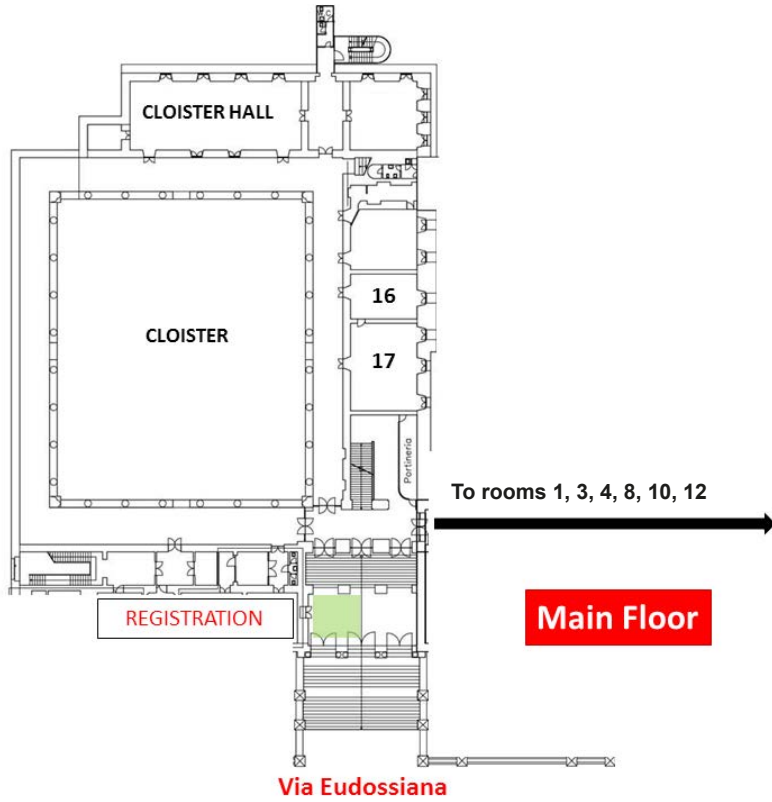 CLOISTER HALL
16
CLOISTER
17
Portineria
To rooms 1, 3, 4, 8, 10, 12
REGISTRATION
Main Floor
Via Eudossiana